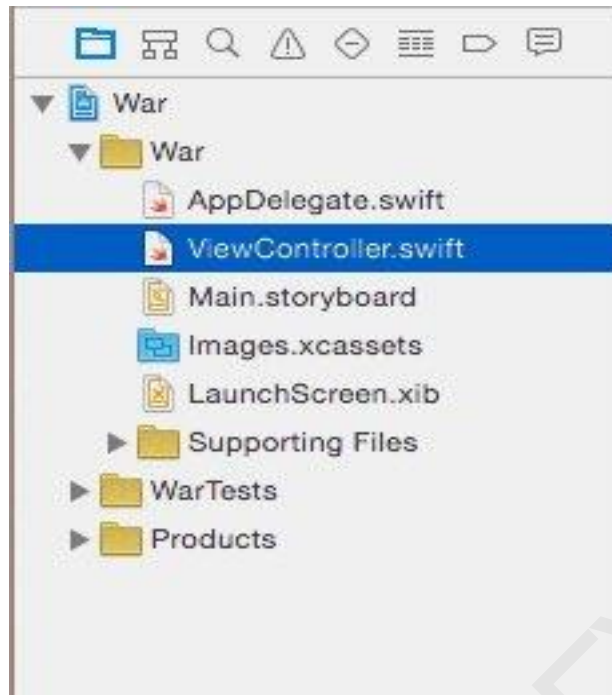 War
War
AppDelegate.swift
ViewController.swift
Main.storyboard
Images.xcassets
LaunchScreen.xib
Supporting Files
WarTests
Products